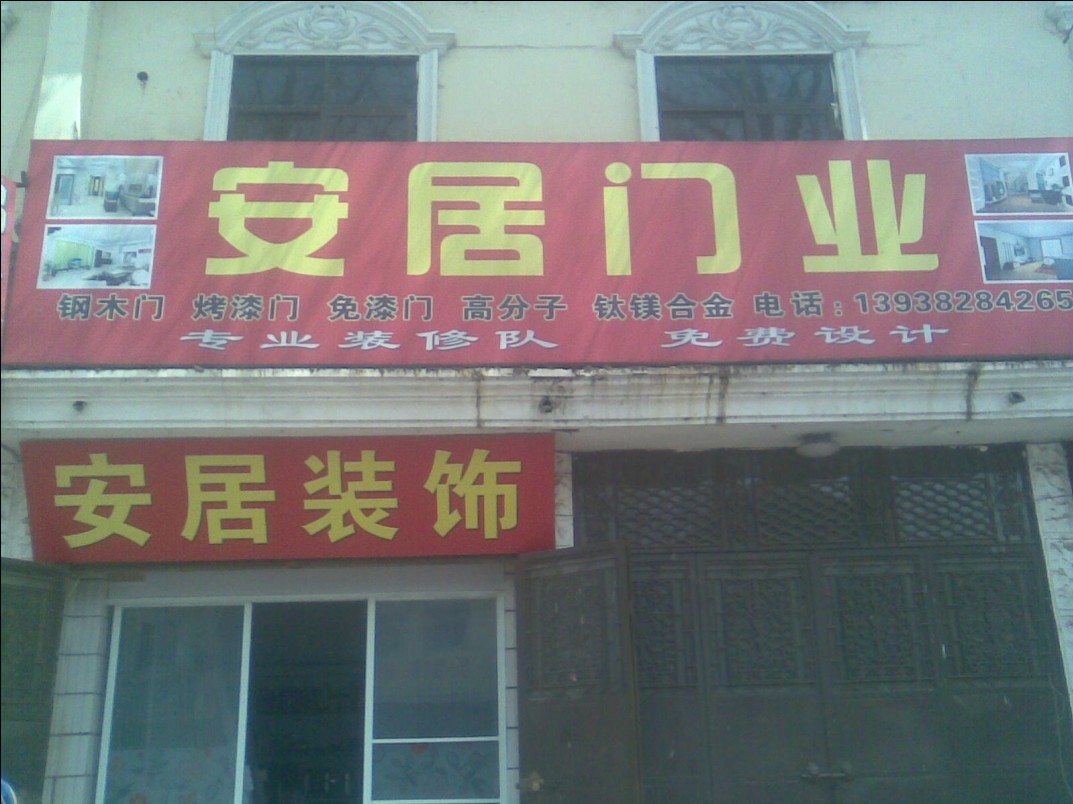 安居门业
钢木门 烤漆门 免漆门 高分子 钛镁合金 电话:13938284265
专业装修队 免费设计
安居装饰